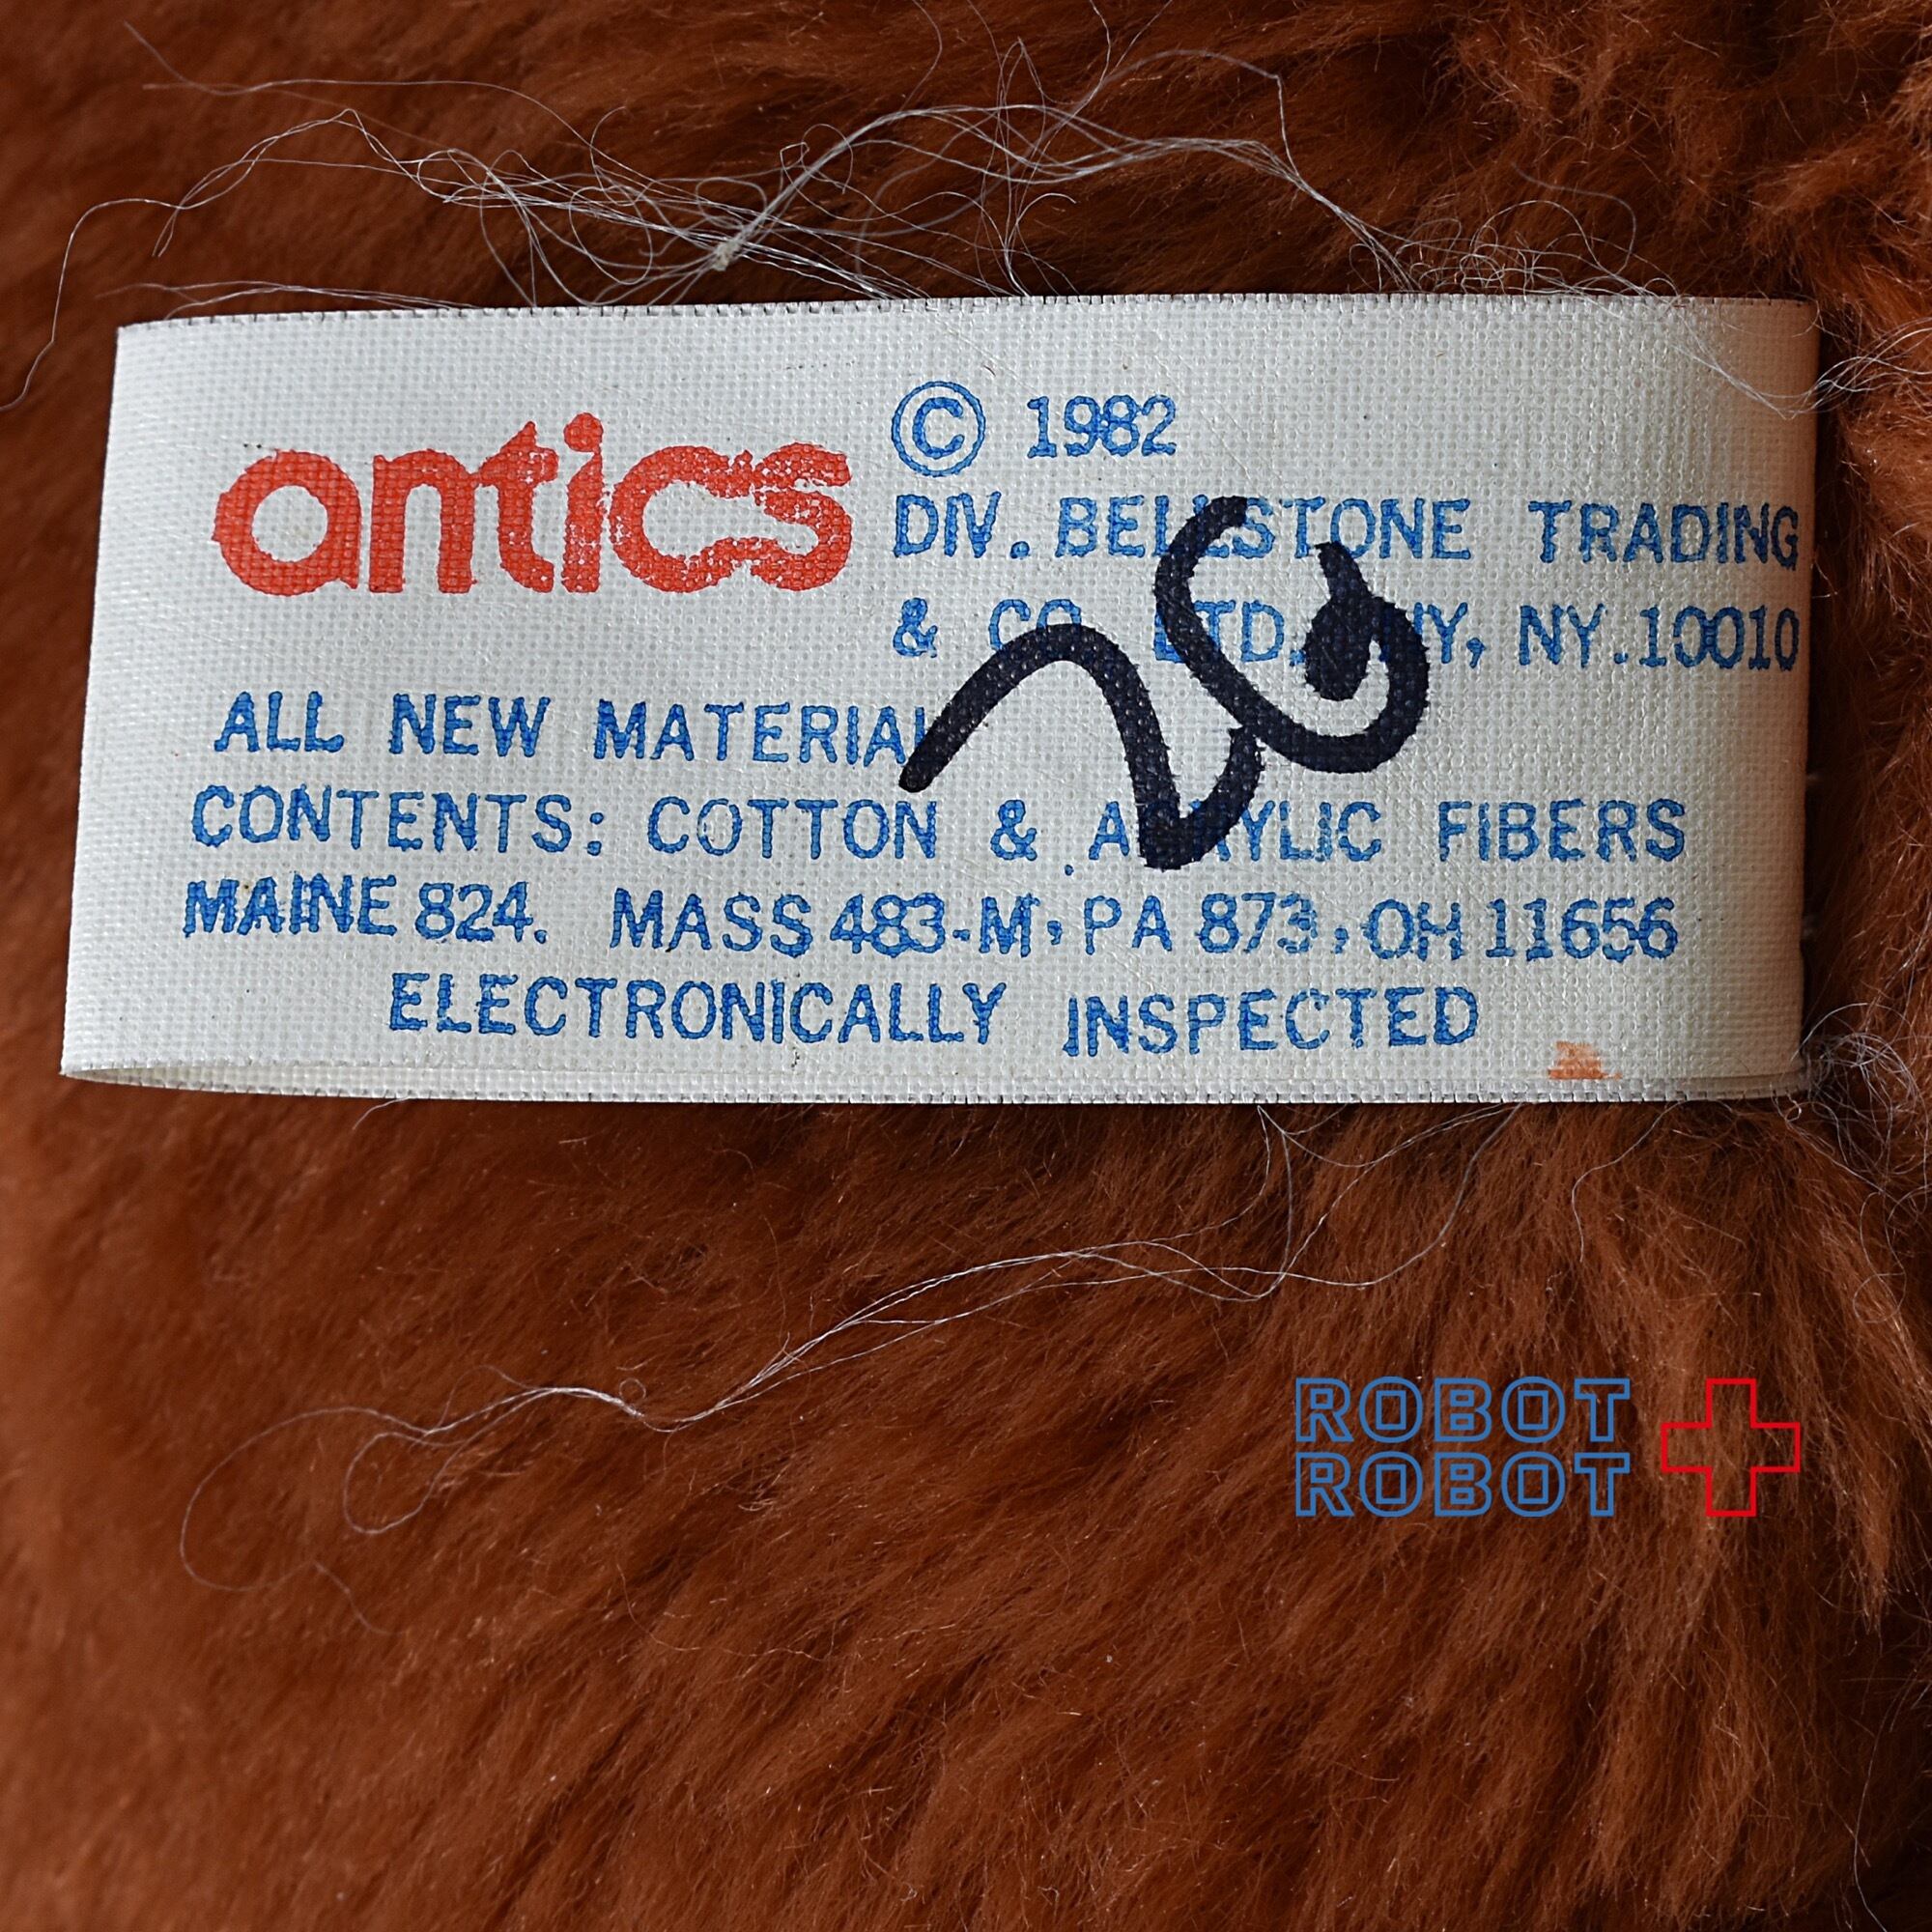 antics
© 1982
DIV. BELLSTONE TRADING
& CO. LTD. NY, NY.10010
ALL NEW MATERIAL
CONTENTS: COTTON & ACRYLIC FIBERS
MAINE 824. MASS 483-M, PA 873, OH 11656
ELECTRONICALLY INSPECTED
ROBOT
ROBOT